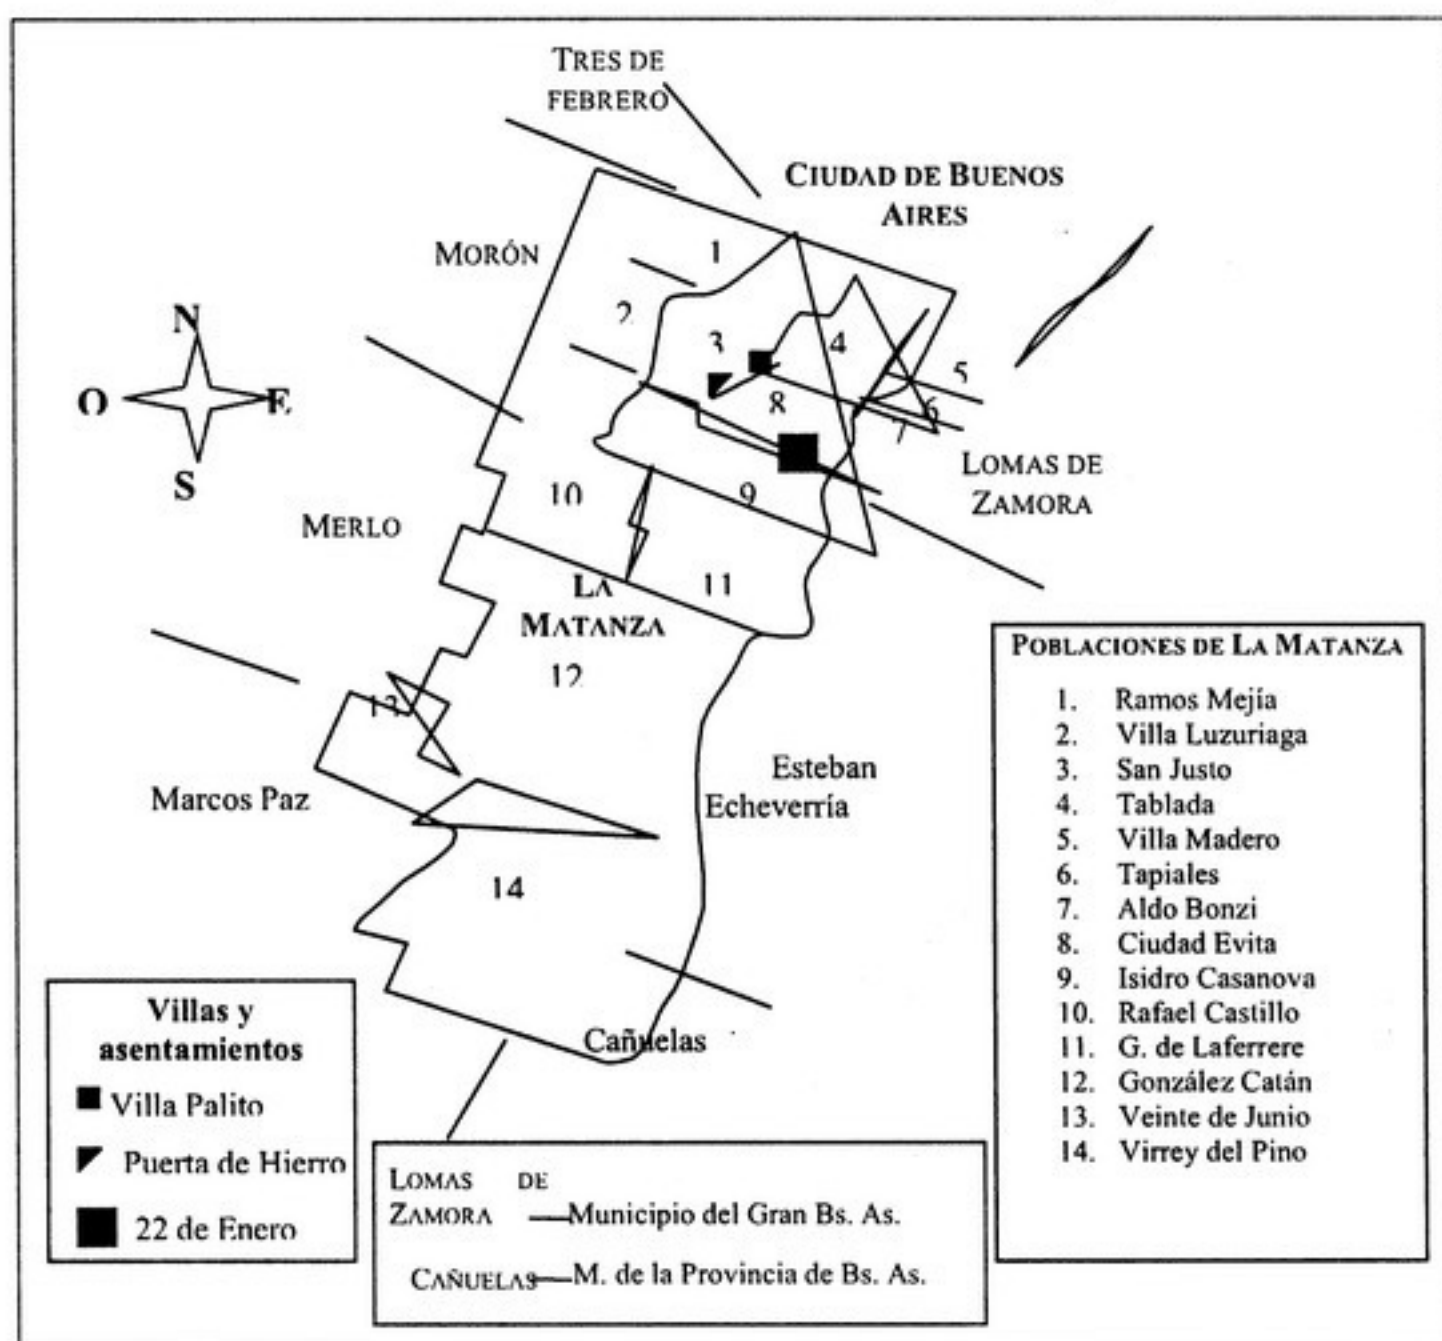 TRES DE
FEBRERO
CIUDAD DE BUENOS
AIRES
MORÓN
1
2
3
4
5
6
7
8
9
10
11
12
13
14
N
O
E
S
LOMAS DE
ZAMORA
MERLO
LA
MATANZA
Marcos Paz
Esteban
Echeverría
Cañuelas
POBLACIONES DE LA MATANZA
1. Ramos Mejía
2. Villa Luzuriaga
3. San Justo
4. Tablada
5. Villa Madero
6. Tapiales
7. Aldo Bonzi
8. Ciudad Evita
9. Isidro Casanova
10. Rafael Castillo
11. G. de Laferrere
12. González Catán
13. Veinte de Junio
14. Virrey del Pino
Villas y
asentamientos
Villa Palito
Puerta de Hierro
22 de Enero
LOMAS DE
ZAMORA — Municipio del Gran Bs. As.
CAÑUELAS — M. de la Provincia de Bs. As.